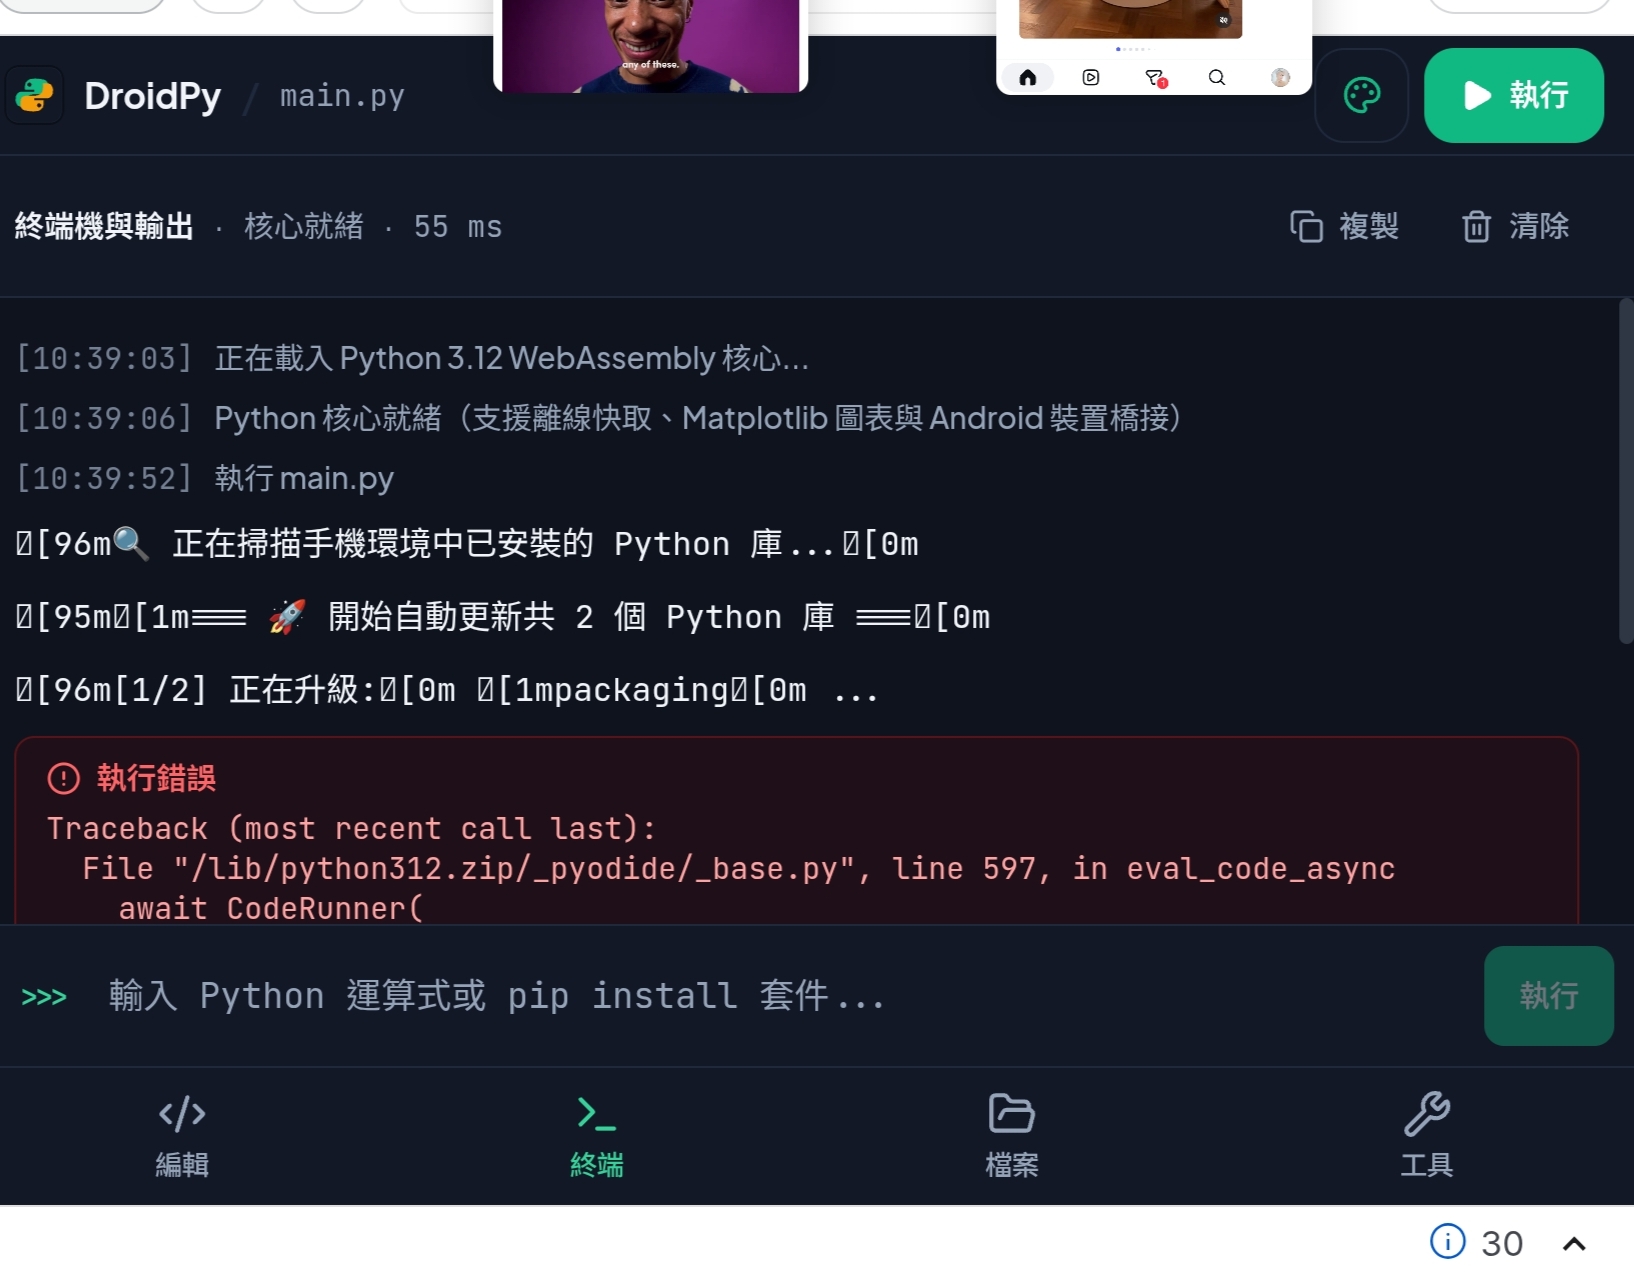 any of these.
1
DroidPy / main.py
執行
終端機與輸出 · 核心就緒 · 55 ms
複製
清除
[10:39:03] 正在載入 Python 3.12 WebAssembly 核心...
[10:39:06] Python 核心就緒（支援離線快取、Matplotlib 圖表與 Android 裝置橋接）
[10:39:52] 執行 main.py
[96m🔍 正在掃描手機環境中已安裝的 Python 庫...[0m
[95m[1m=== 🚀 開始自動更新共 2 個 Python 庫 ===[0m
[96m[1/2] 正在升級:[0m [1mpackaging[0m ...
執行錯誤
Traceback (most recent call last):
File "/lib/python312.zip/_pyodide/_base.py", line 597, in eval_code_async
await CodeRunner(
>>> 輸入 Python 運算式或 pip install 套件...
執行
編輯
終端
檔案
工具
30